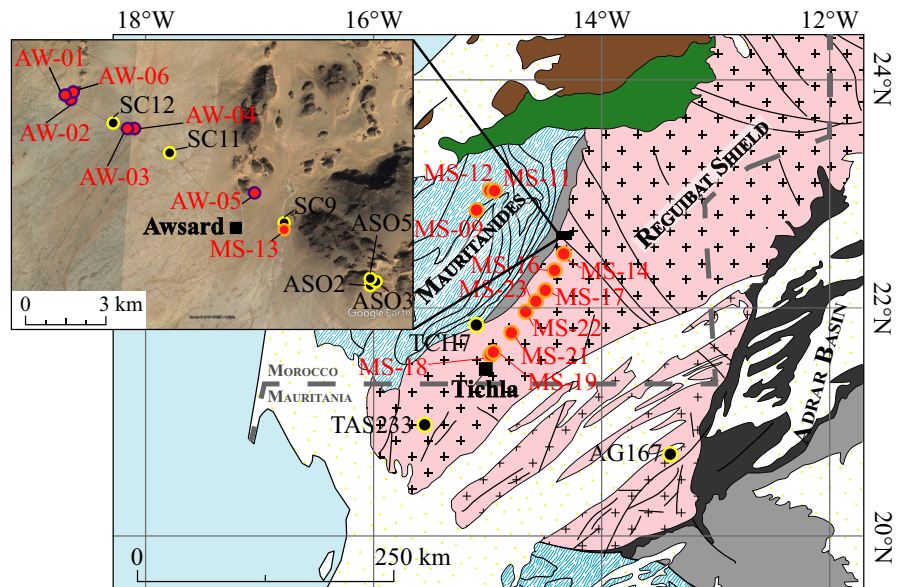 18°W
16°W
14°W
12°W
AW-01
AW-06
SC12
AW-04
AW-02
SC11
AW-03
AW-05
SC9
ASO5
Awsard
MS-13
ASO2
ASO3
0
3 km
Google Earth
24°N
MS-12
MS-11
REGUIBAT SHIELD
MS-09
MAURITANIDES
MS-16
MS-14
MS-23
MS-17
22°N
TCH7
MS-22
MS-18
MS-21
MOROCCO
MS-19
MAURITANIA
Tichla
ADRAR BASIN
TAS233
AG167
20°N
0
250 km